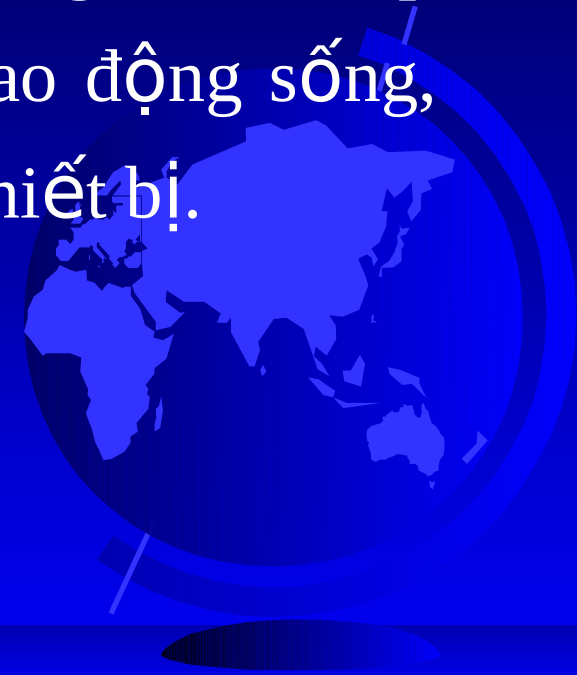 ao động sống,
hiết bị.